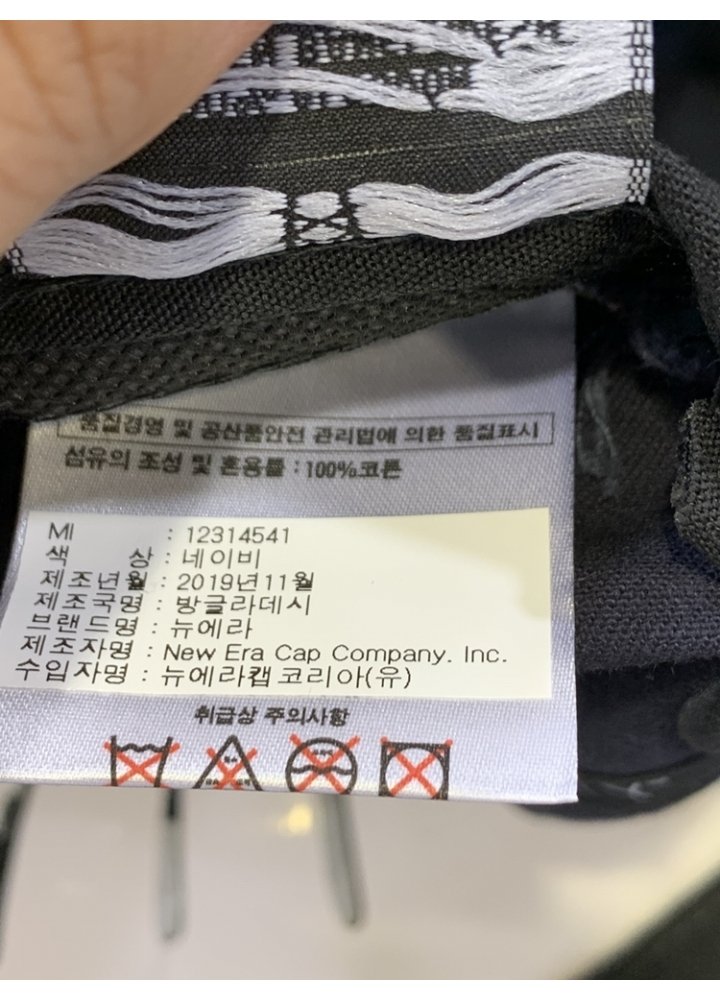 품질경영 및 공산품안전 관리법에 의한 품질표시
섬유의 조성 및 혼용률 : 100%코튼
MI : 12314541
색 상 : 네이비
제조년월 : 2019년11월
제조국명 : 방글라데시
브랜드명 : 뉴에라
제조자명 : New Era Cap Company. Inc.
수입자명 : 뉴에라캡코리아(유)
취급상 주의사항